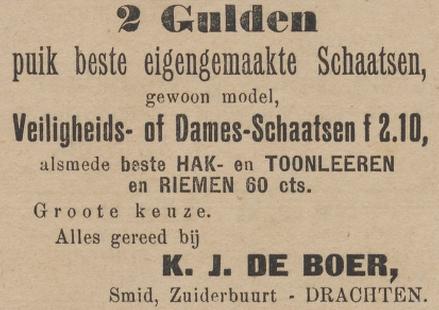 2 Gulden
puik beste eigengemaakte Schaatsen,
gewoon model,
Veiligheids- of Dames-Schaatsen f 2.10,
alsmede beste HAK- en TOONLEEREN
en RIEMEN 60 cts.
Groote keuze.
Alles gereed bij
K. J. DE BOER,
Smid, Zuiderbuurt - DRACHTEN.